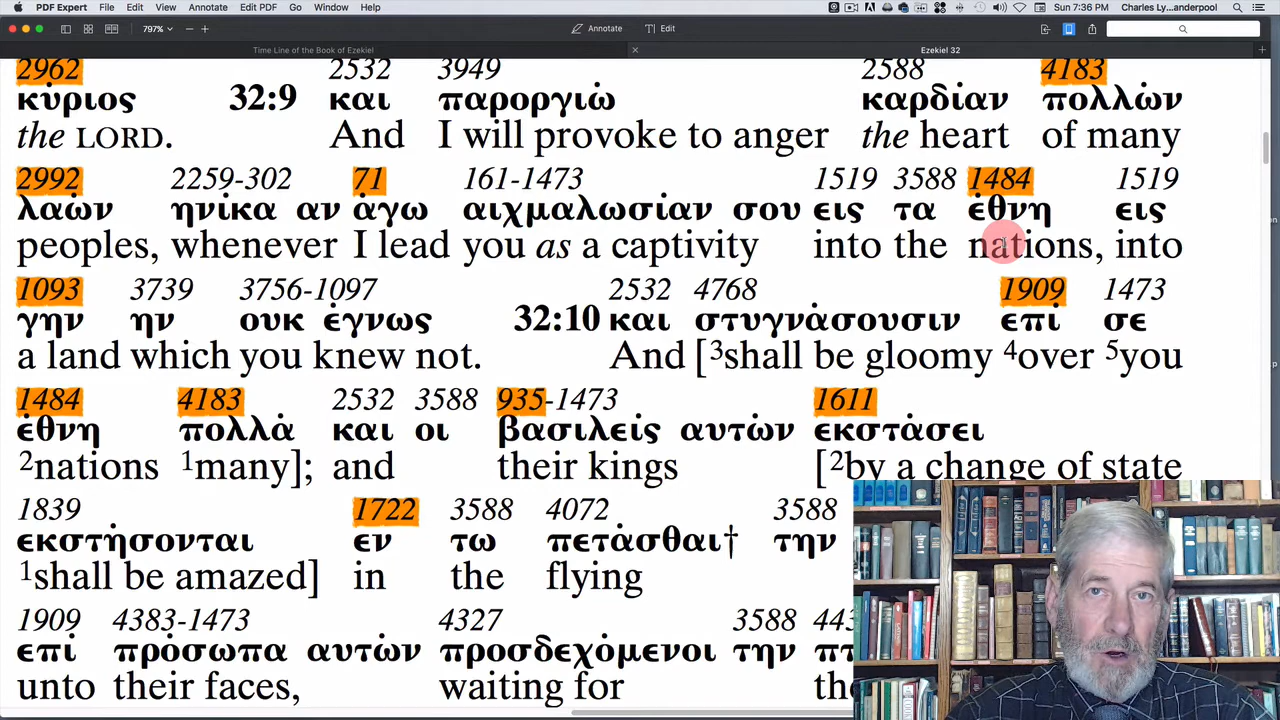 PDF Expert File Edit View Annotate Edit PDF Go Window Help Sun 7:36 PM Charles Ly...anderpool
797% Annotate Edit
Time Line of the Book of Ezekiel Ezekiel 32
2962 2532 3949 2588 4183
κύριος 32:9 και παροργιώ καρδίαν πολλών
the LORD. And I will provoke to anger the heart of many
2992 2259-302 71 161-1473 1519 3588 1484 1519
λαών ηνίκα αν άγω αιχμαλωσίαν σου εις τα έθνη εις
peoples, whenever I lead you as a captivity into the nations, into
1093 3739 3756-1097 2532 4768 1909 1473
γην ην ουκ έγνως 32:10 και στυγνάσουσιν επί σε
a land which you knew not. And [³shall be gloomy ⁴over ⁵you
1484 4183 2532 3588 935-1473 1611
έθνη πολλά και οι βασιλείς αυτών εκστάσει
²nations ¹many]; and their kings [²by a change of state
1839 1722 3588 4072 3588
εκστήσονται εν τω πετάσθαι† την
¹shall be amazed] in the flying
1909 4383-1473 4327 3588
επί πρόσωπα αυτών προσδεχόμενοι την
unto their faces, waiting for